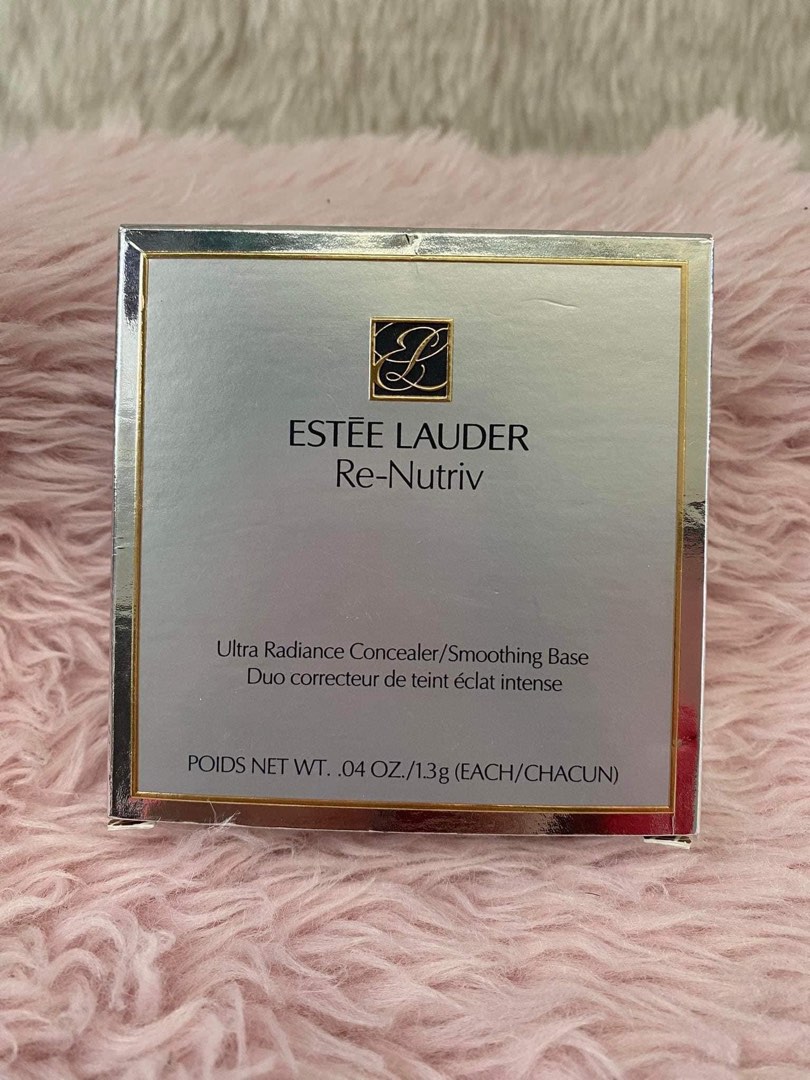 ESTĒE LAUDER
Re-Nutriv
Ultra Radiance Concealer/Smoothing Base
Duo correcteur de teint éclat intense
POIDS NET WT. .04 OZ./1.3g (EACH/CHACUN)